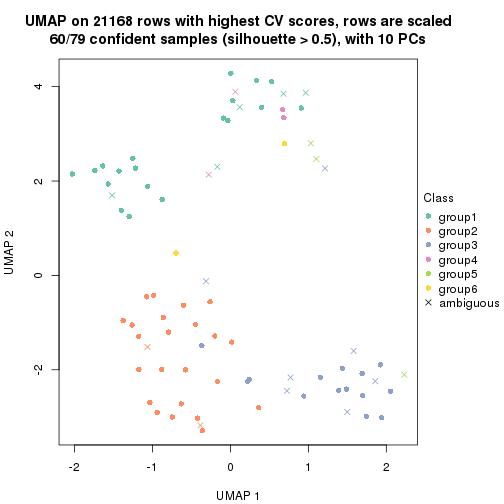 UMAP on 21168 rows with highest CV scores, rows are scaled
60/79 confident samples (silhouette > 0.5), with 10 PCs
4
2
0
-2
UMAP 2
-2
-1
0
1
2
UMAP 1
Class
group1
group2
group3
group4
group5
group6
ambiguous